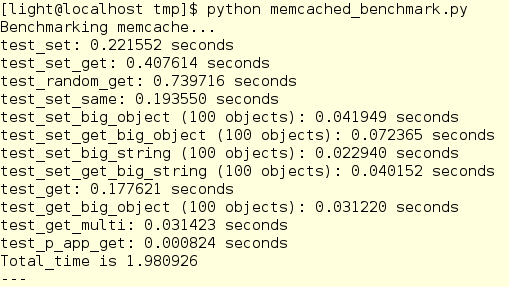 [light@localhost tmp]$ python memcached_benchmark.py
Benchmarking memcache...
test_set: 0.221552 seconds
test_set_get: 0.407614 seconds
test_random_get: 0.739716 seconds
test_set_same: 0.193550 seconds
test_set_big_object (100 objects): 0.041949 seconds
test_set_get_big_object (100 objects): 0.072365 seconds
test_set_big_string (100 objects): 0.022940 seconds
test_set_get_big_string (100 objects): 0.040152 seconds
test_get: 0.177621 seconds
test_get_big_object (100 objects): 0.031220 seconds
test_get_multi: 0.031423 seconds
test_p_app_get: 0.000824 seconds
Total_time is 1.980926
---